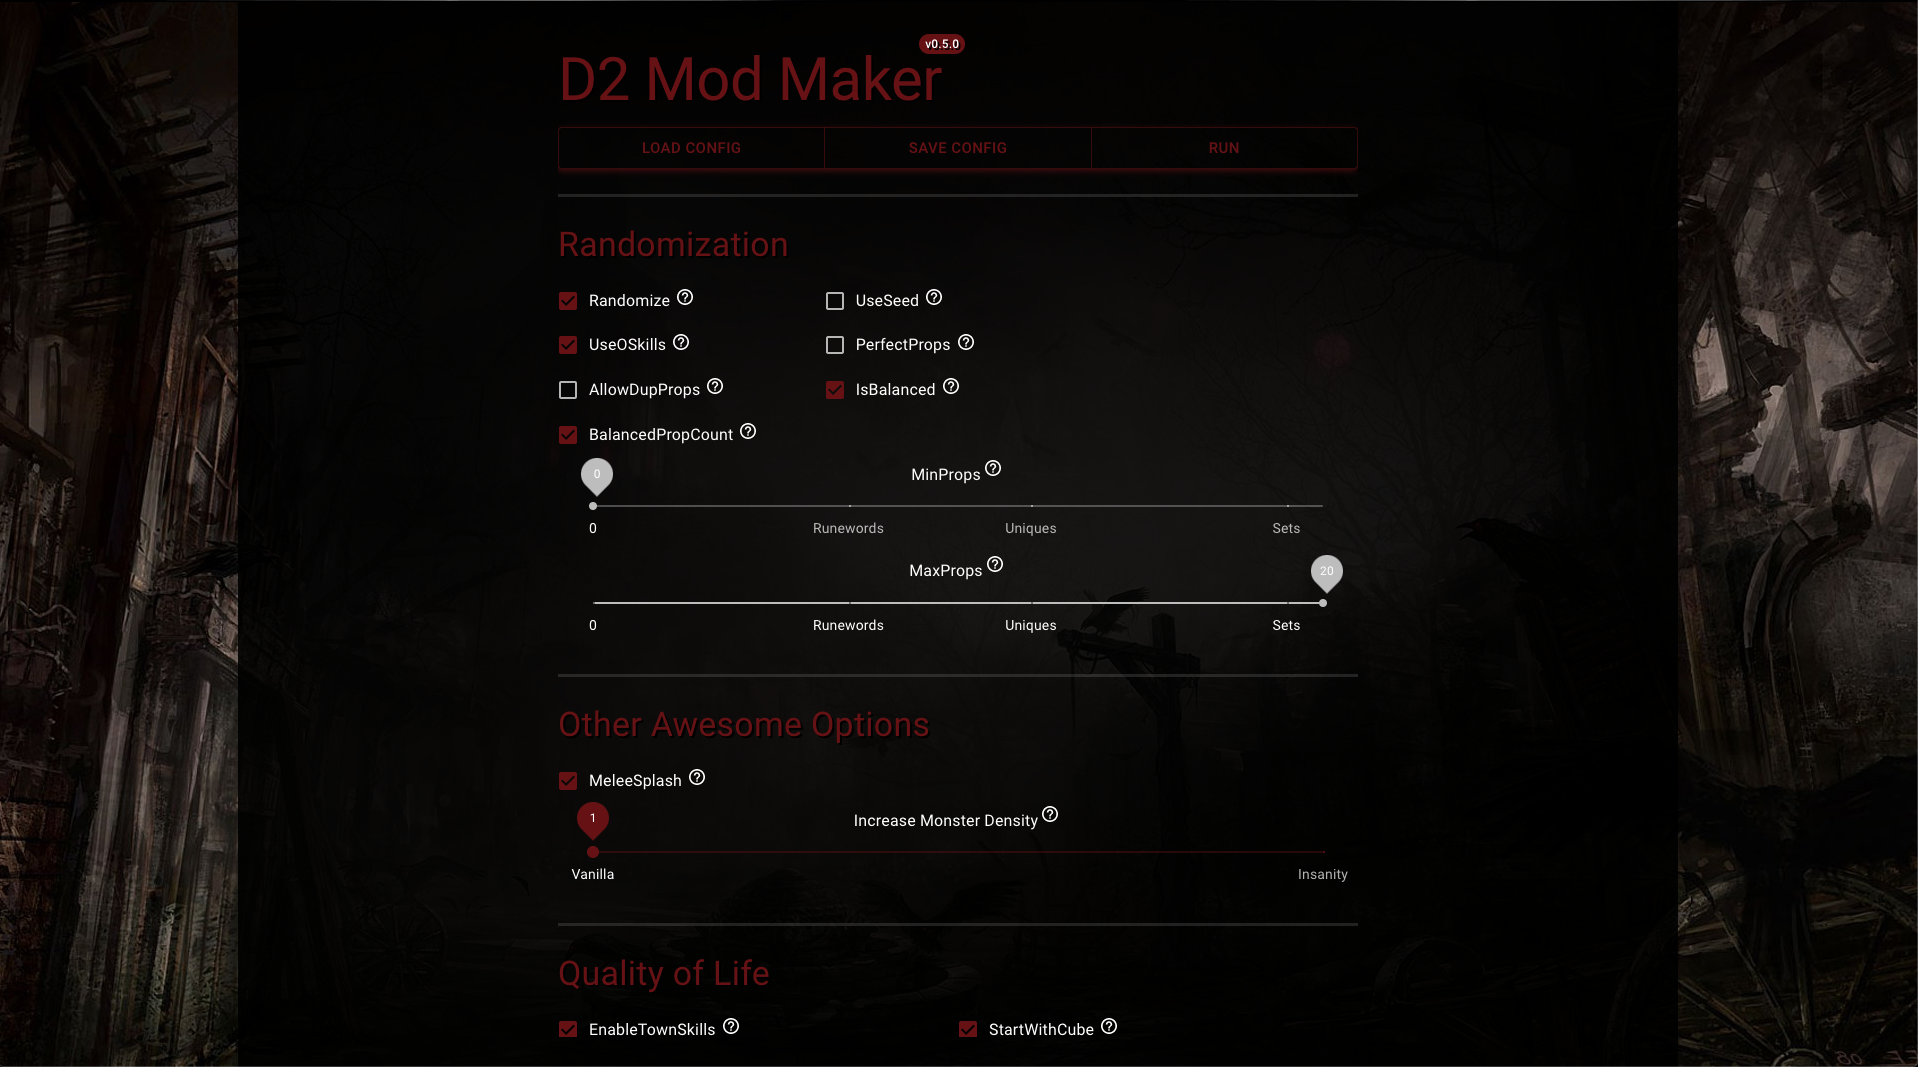 v0.5.0
D2 Mod Maker
LOAD CONFIG SAVE CONFIG RUN
Randomization
Randomize UseSeed
UseOSkills PerfectProps
AllowDupProps IsBalanced
BalancedPropCount
0 MinProps
0 Runewords Uniques Sets
MaxProps 20
0 Runewords Uniques Sets
Other Awesome Options
MeleeSplash
1 Increase Monster Density
Vanilla Insanity
Quality of Life
EnableTownSkills StartWithCube